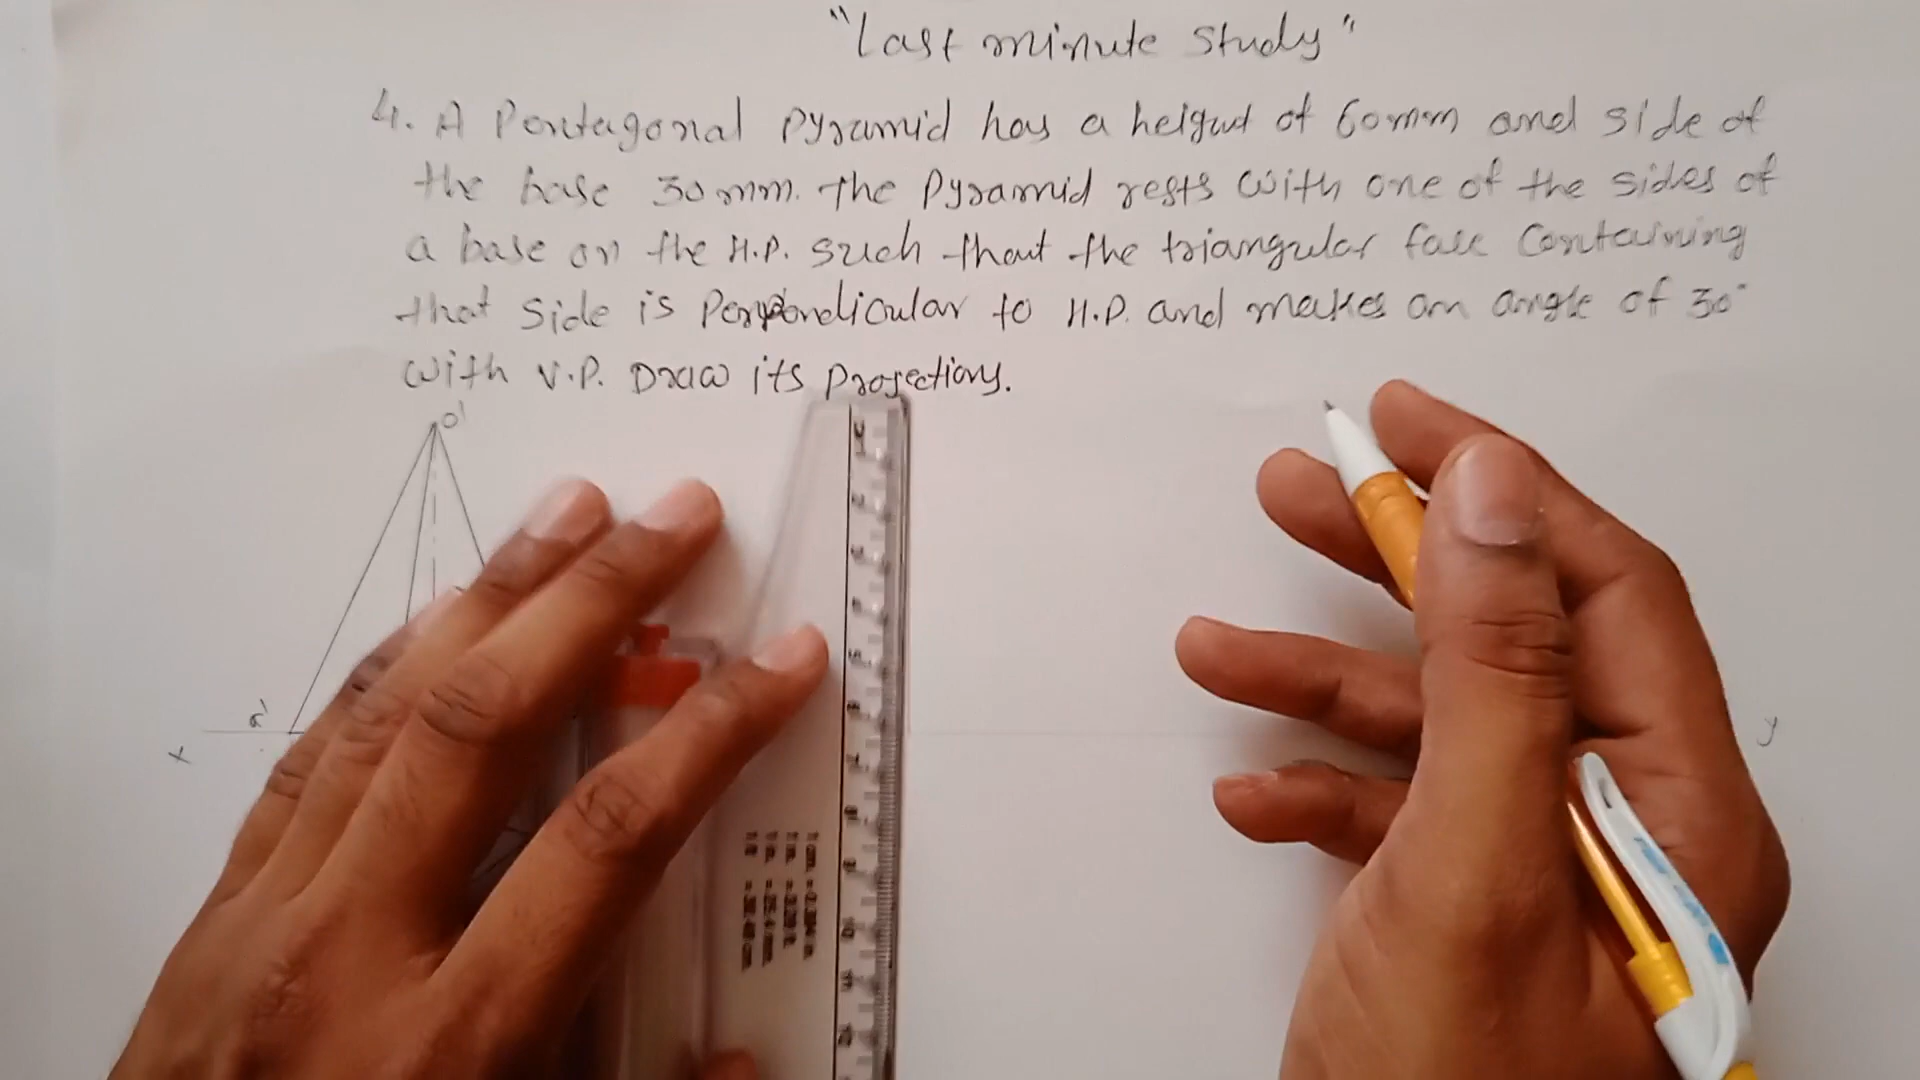 "Last minute study"
4. A Pentagonal pyramid has a height of 60mm and side of
the base 30mm. The pyramid rests with one of the sides of
a base on the H.P. such that the triangular face containing
that side is perpendicular to H.P. and makes an angle of 30°
with V.P. Draw its projections.
o'
a'
x
y